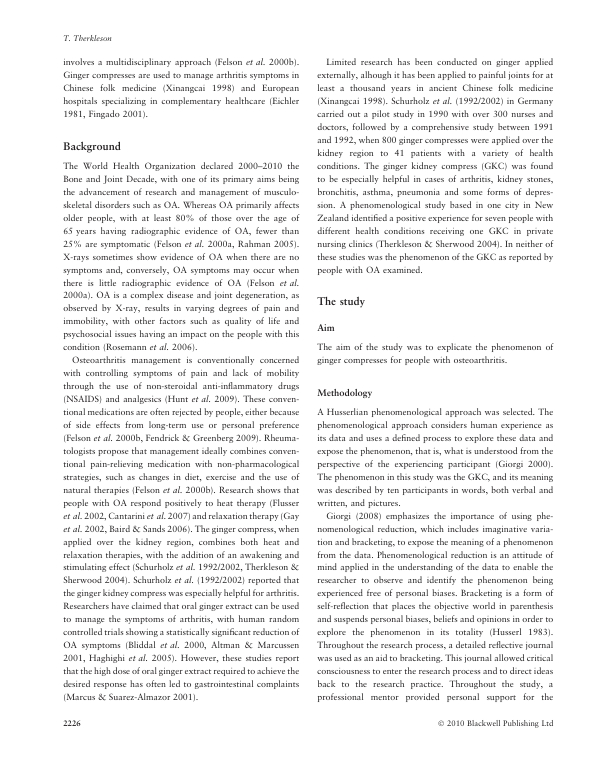 T. Therkleson
involves a multidisciplinary approach (Felson et al. 2000b).
Ginger compresses are used to manage arthritis symptoms in
Chinese folk medicine (Xinangcai 1998) and European
hospitals specializing in complementary healthcare (Eichler
1981, Fingado 2001).
Background
The World Health Organization declared 2000–2010 the
Bone and Joint Decade, with one of its primary aims being
the advancement of research and management of musculo-
skeletal disorders such as OA. Whereas OA primarily affects
older people, with at least 80% of those over the age of
65 years having radiographic evidence of OA, fewer than
25% are symptomatic (Felson et al. 2000a, Rahman 2005).
X-rays sometimes show evidence of OA when there are no
symptoms and, conversely, OA symptoms may occur when
there is little radiographic evidence of OA (Felson et al.
2000a). OA is a complex disease and joint degeneration, as
observed by X-ray, results in varying degrees of pain and
immobility, with other factors such as quality of life and
psychosocial issues having an impact on the people with this
condition (Rosemann et al. 2006).
Osteoarthritis management is conventionally concerned
with controlling symptoms of pain and lack of mobility
through the use of non-steroidal anti-inflammatory drugs
(NSAIDS) and analgesics (Hunt et al. 2009). These conven-
tional medications are often rejected by people, either because
of side effects from long-term use or personal preference
(Felson et al. 2000b, Fendrick & Greenberg 2009). Rheuma-
tologists propose that management ideally combines conven-
tional pain-relieving medication with non-pharmacological
strategies, such as changes in diet, exercise and the use of
natural therapies (Felson et al. 2000b). Research shows that
people with OA respond positively to heat therapy (Flusser
et al. 2002, Cantarini et al. 2007) and relaxation therapy (Gay
et al. 2002, Baird & Sands 2006). The ginger compress, when
applied over the kidney region, combines both heat and
relaxation therapies, with the addition of an awakening and
stimulating effect (Schurholz et al. 1992/2002, Therkleson &
Sherwood 2004). Schurholz et al. (1992/2002) reported that
the ginger kidney compress was especially helpful for arthritis.
Researchers have claimed that oral ginger extract can be used
to manage the symptoms of arthritis, with human random
controlled trials showing a statistically significant reduction of
OA symptoms (Bliddal et al. 2000, Altman & Marcussen
2001, Haghighi et al. 2005). However, these studies report
that the high dose of oral ginger extract required to achieve the
desired response has often led to gastrointestinal complaints
(Marcus & Suarez-Almazor 2001).
Limited research has been conducted on ginger applied
externally, alhough it has been applied to painful joints for at
least a thousand years in ancient Chinese folk medicine
(Xinangcai 1998). Schurholz et al. (1992/2002) in Germany
carried out a pilot study in 1990 with over 300 nurses and
doctors, followed by a comprehensive study between 1991
and 1992, when 800 ginger compresses were applied over the
kidney region to 41 patients with a variety of health
conditions. The ginger kidney compress (GKC) was found
to be especially helpful in cases of arthritis, kidney stones,
bronchitis, asthma, pneumonia and some forms of depres-
sion. A phenomenological study based in one city in New
Zealand identified a positive experience for seven people with
different health conditions receiving one GKC in private
nursing clinics (Therkleson & Sherwood 2004). In neither of
these studies was the phenomenon of the GKC as reported by
people with OA examined.
The study
Aim
The aim of the study was to explicate the phenomenon of
ginger compresses for people with osteoarthritis.
Methodology
A Husserlian phenomenological approach was selected. The
phenomenological approach considers human experience as
its data and uses a defined process to explore these data and
expose the phenomenon, that is, what is understood from the
perspective of the experiencing participant (Giorgi 2000).
The phenomenon in this study was the GKC, and its meaning
was described by ten participants in words, both verbal and
written, and pictures.
Giorgi (2008) emphasizes the importance of using phe-
nomenological reduction, which includes imaginative varia-
tion and bracketing, to expose the meaning of a phenomenon
from the data. Phenomenological reduction is an attitude of
mind applied in the understanding of the data to enable the
researcher to observe and identify the phenomenon being
experienced free of personal biases. Bracketing is a form of
self-reflection that places the objective world in parenthesis
and suspends personal biases, beliefs and opinions in order to
explore the phenomenon in its totality (Husserl 1983).
Throughout the research process, a detailed reflective journal
was used as an aid to bracketing. This journal allowed critical
consciousness to enter the research process and to direct ideas
back to the research practice. Throughout the study, a
professional mentor provided personal support for the
2226
© 2010 Blackwell Publishing Ltd